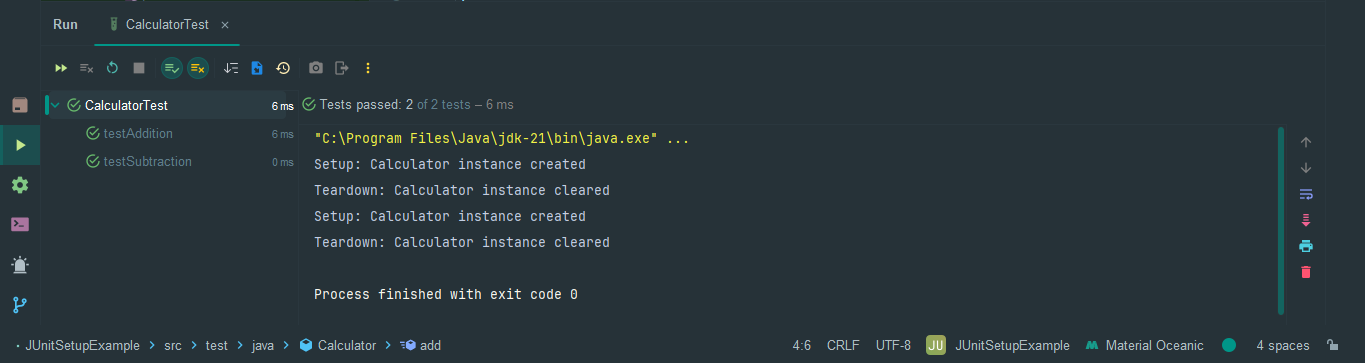 Run CalculatorTest ×
CalculatorTest 6 ms
testAddition 6 ms
testSubtraction 0 ms
Tests passed: 2 of 2 tests – 6 ms
"C:\Program Files\Java\jdk-21\bin\java.exe" ...
Setup: Calculator instance created
Teardown: Calculator instance cleared
Setup: Calculator instance created
Teardown: Calculator instance cleared
Process finished with exit code 0
JUnitSetupExample > src > test > java > Calculator > add 4:6 CRLF UTF-8 JU JUnitSetupExample Material Oceanic 4 spaces